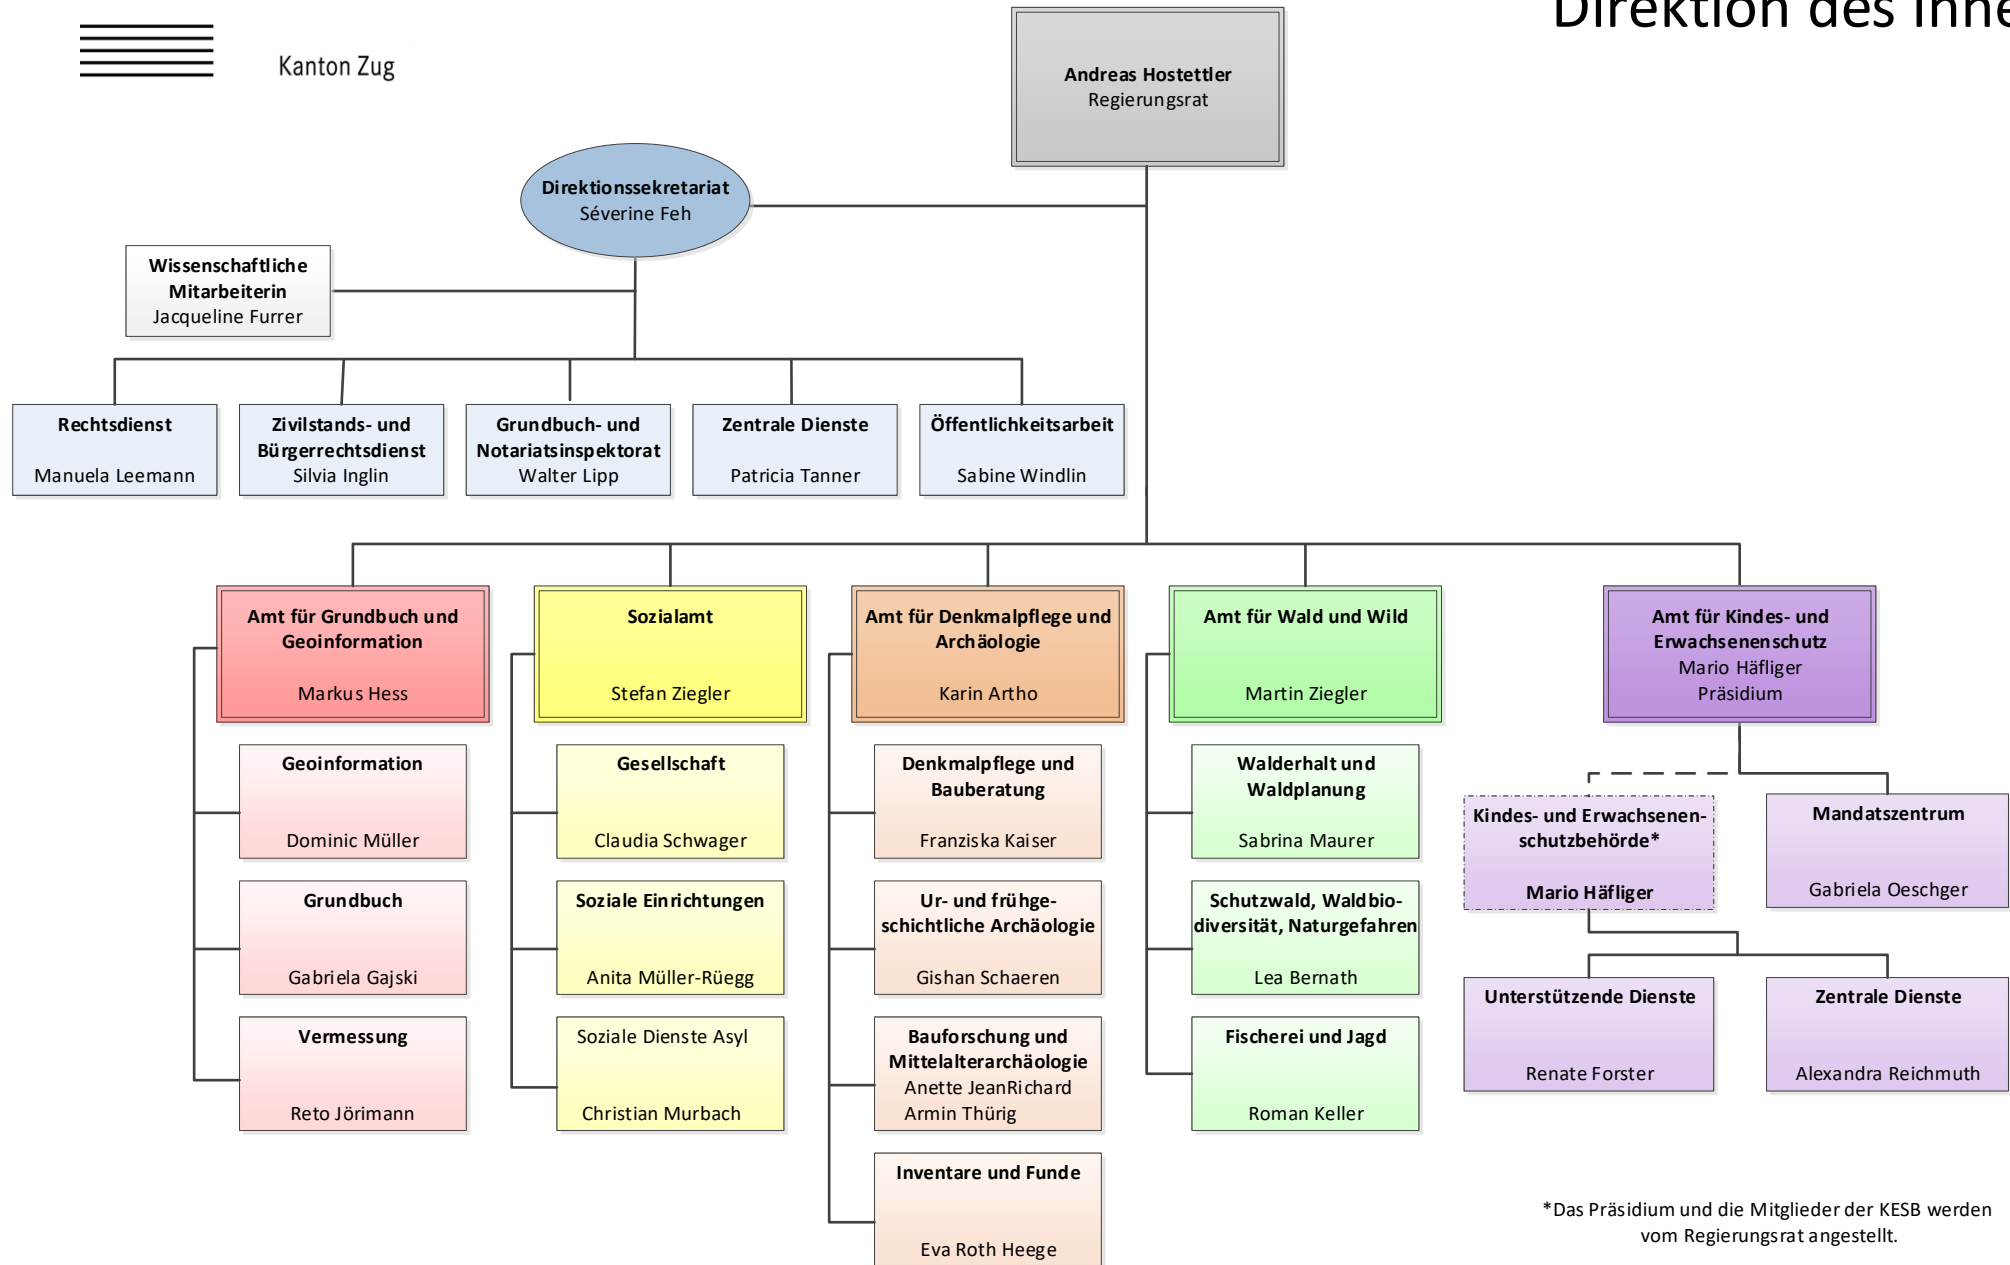 Direktion des Inne
Kanton Zug
Andreas Hostettler
Regierungsrat
Direktionssekretariat
Séverine Feh
Wissenschaftliche
Mitarbeiterin
Jacqueline Furrer
Rechtsdienst
Manuela Leemann
Zivilstands- und
Bürgerrechtsdienst
Silvia Inglin
Grundbuch- und
Notariatsinspektorat
Walter Lipp
Zentrale Dienste
Patricia Tanner
Öffentlichkeitsarbeit
Sabine Windlin
Amt für Grundbuch und
Geoinformation
Markus Hess
Geoinformation
Dominic Müller
Grundbuch
Gabriela Gajski
Vermessung
Reto Jörimann
Sozialamt
Stefan Ziegler
Gesellschaft
Claudia Schwager
Soziale Einrichtungen
Anita Müller-Rüegg
Soziale Dienste Asyl
Christian Murbach
Amt für Denkmalpflege und
Archäologie
Karin Artho
Denkmalpflege und
Bauberatung
Franziska Kaiser
Ur- und frühge-
schichtliche Archäologie
Gishan Schaeren
Bauforschung und
Mittelalterarchäologie
Anette JeanRichard
Armin Thürig
Inventare und Funde
Eva Roth Heege
Amt für Wald und Wild
Martin Ziegler
Walderhalt und
Waldplanung
Sabrina Maurer
Schutzwald, Waldbio-
diversität, Naturgefahren
Lea Bernath
Fischerei und Jagd
Roman Keller
Amt für Kindes- und
Erwachsenenschutz
Mario Häfliger
Präsidium
Kindes- und Erwachsenen-
schutzbehörde*
Mario Häfliger
Mandatszentrum
Gabriela Oeschger
Unterstützende Dienste
Renate Forster
Zentrale Dienste
Alexandra Reichmuth
*Das Präsidium und die Mitglieder der KESB werden
vom Regierungsrat angestellt.